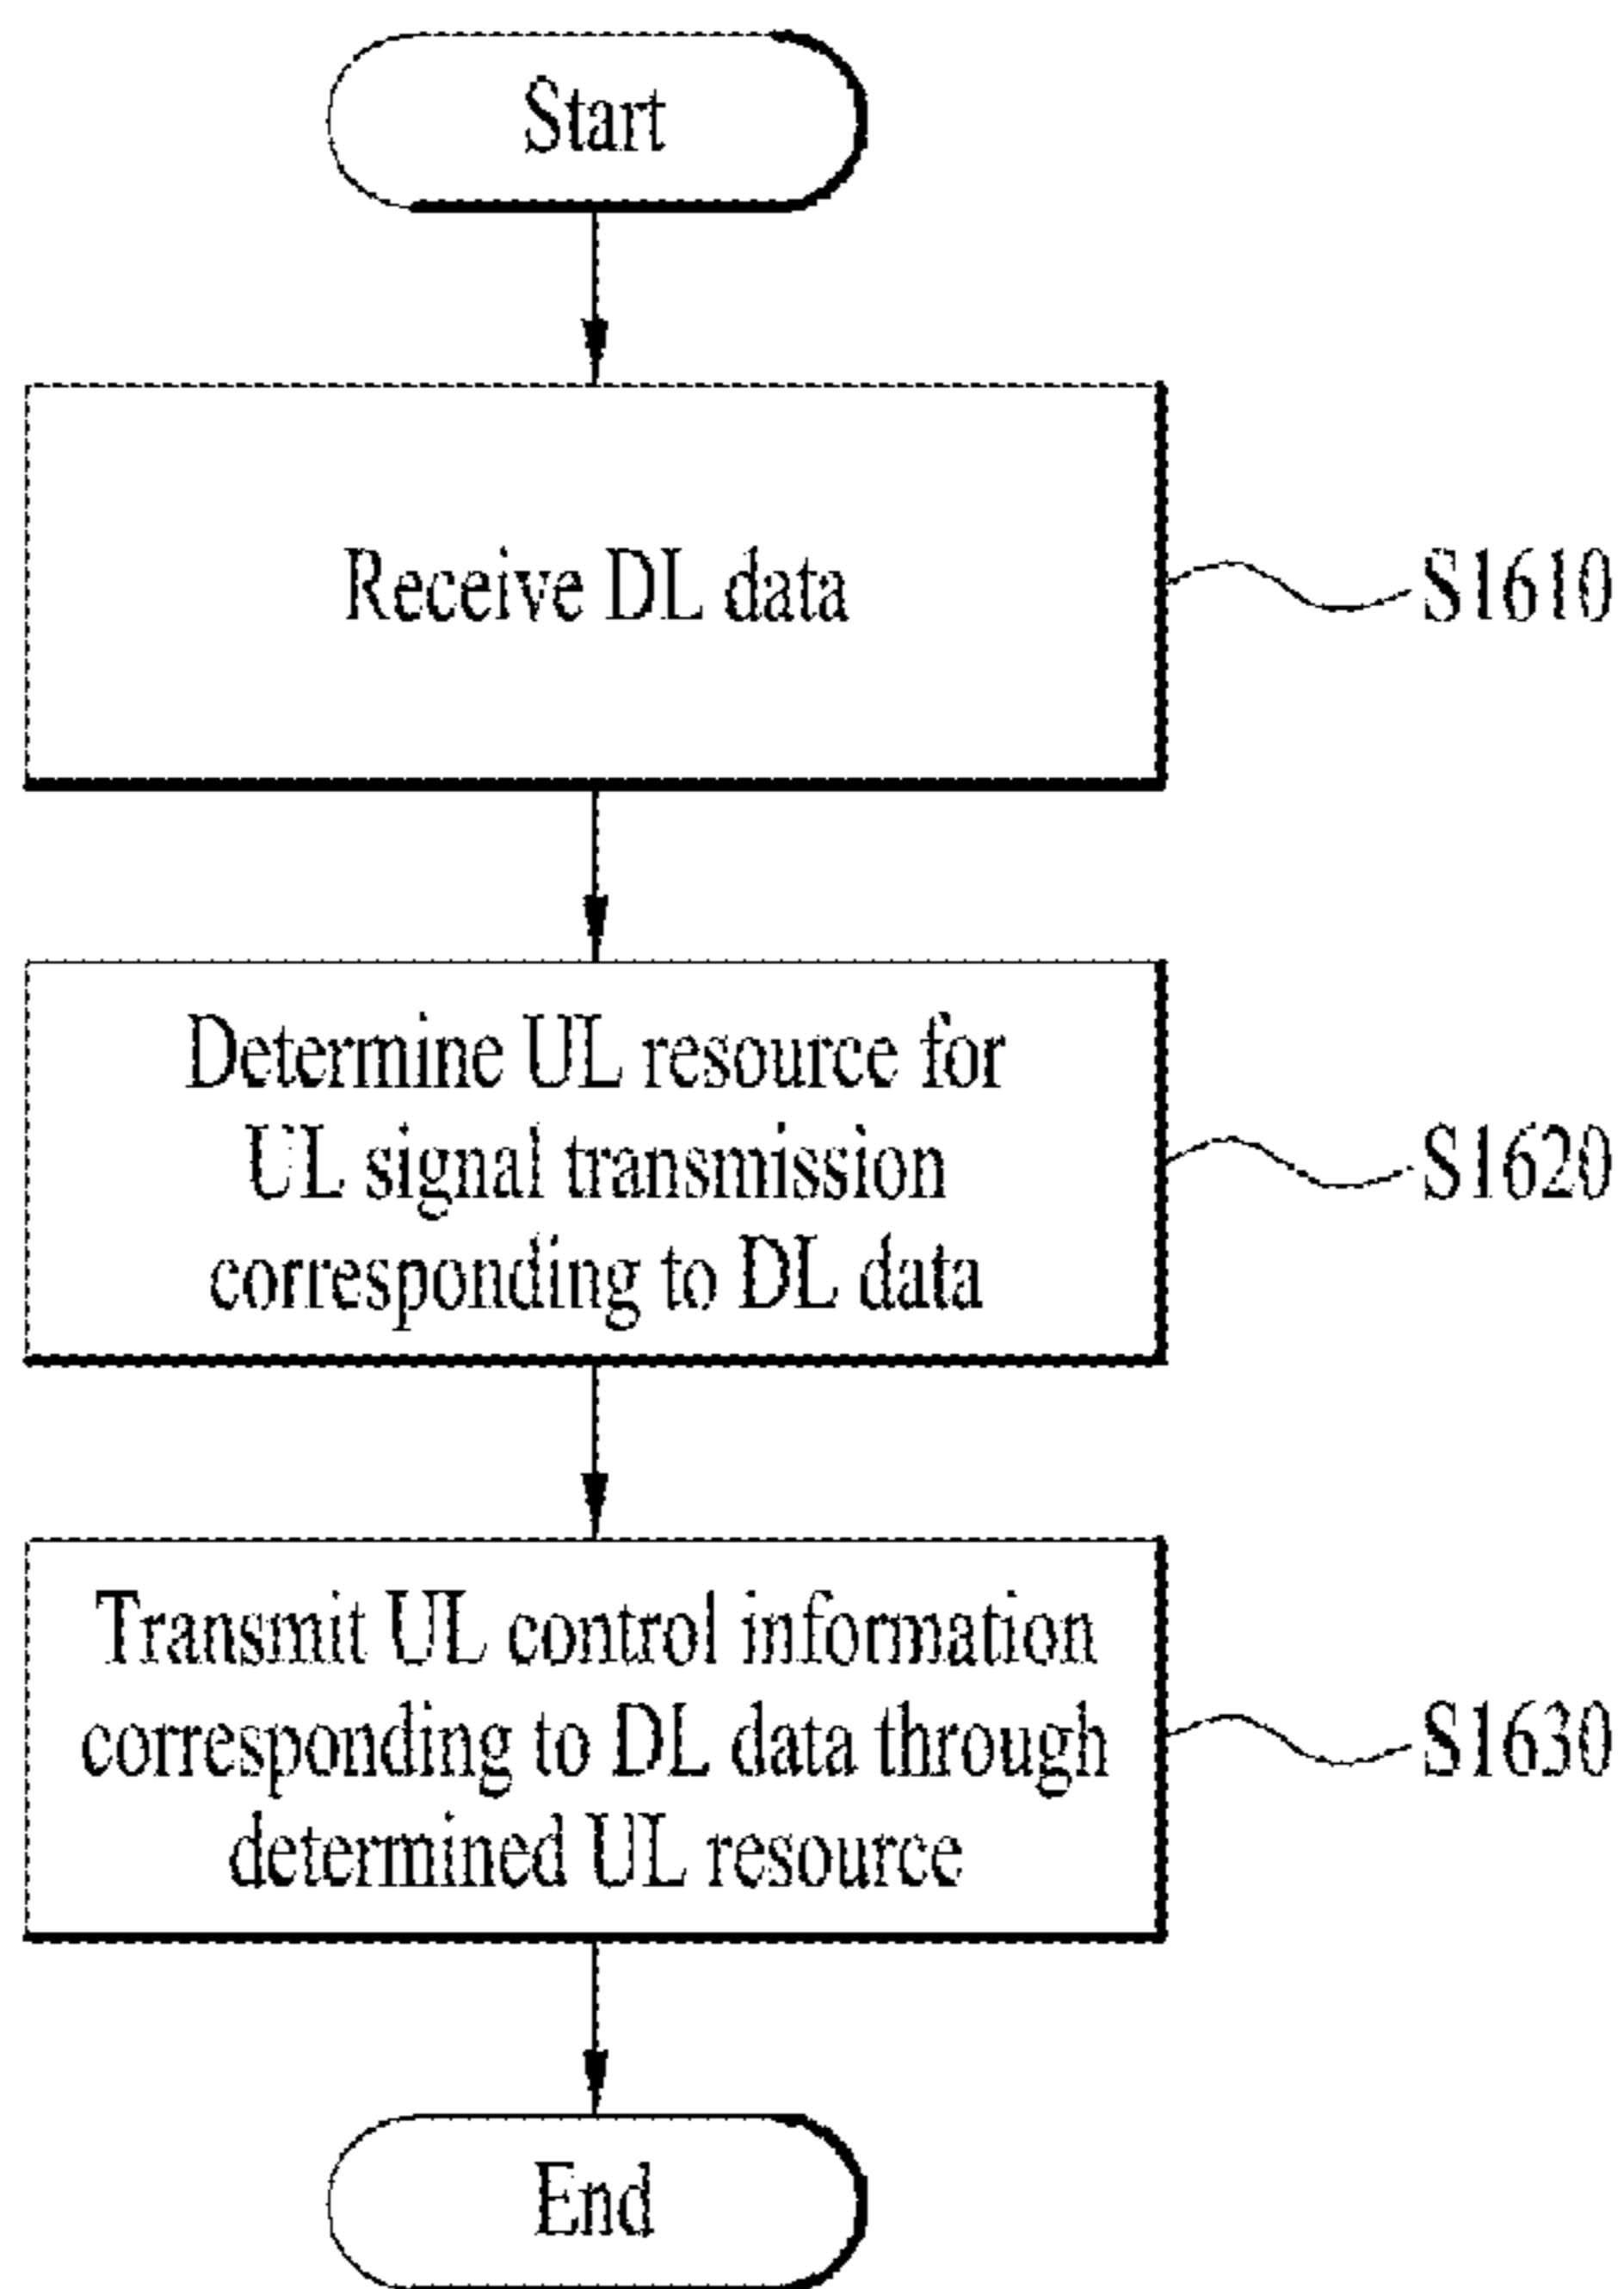 Start
Receive DL data
S1610
Determine UL resource for
UL signal transmission
corresponding to DL data
S1620
Transmit UL control information
corresponding to DL data through
determined UL resource
S1630
End